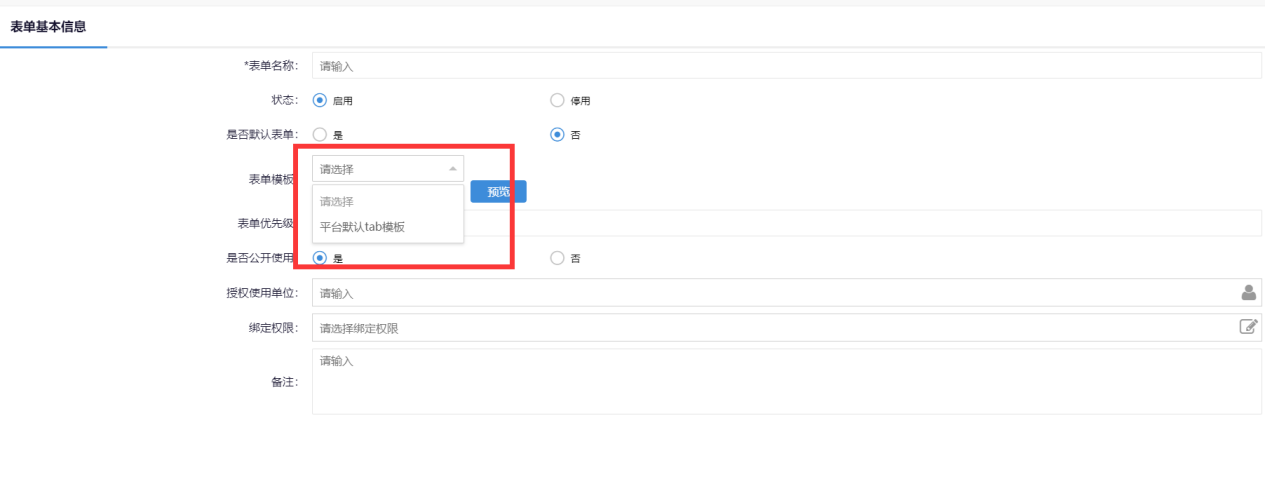 表单基本信息
*表单名称： 请输入
状态： 启用 停用
是否默认表单： 是 否
表单模板 请选择
预览
请选择
平台默认tab模板
表单优先级
是否公开使用 是 否
授权使用单位： 请输入
绑定权限： 请选择绑定权限
请输入
备注：